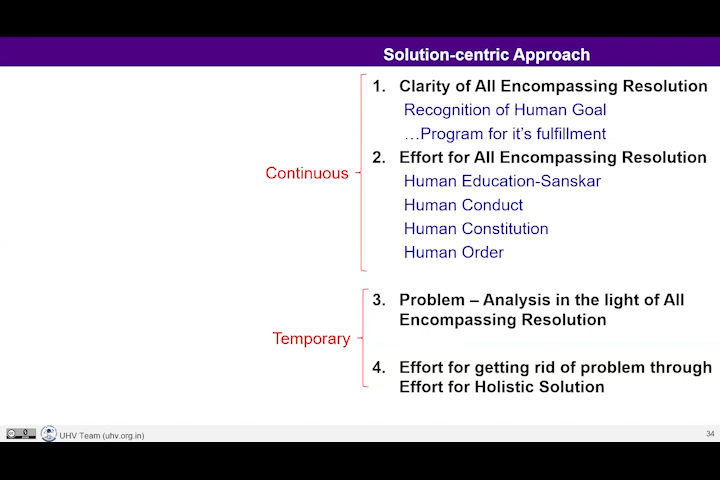 Solution-centric Approach
1. Clarity of All Encompassing Resolution
Recognition of Human Goal
…Program for it's fulfillment
2. Effort for All Encompassing Resolution
Continuous
Human Education-Sanskar
Human Conduct
Human Constitution
Human Order
3. Problem – Analysis in the light of All
Encompassing Resolution
Temporary
4. Effort for getting rid of problem through
Effort for Holistic Solution
UHV Team (uhv.org.in)
34